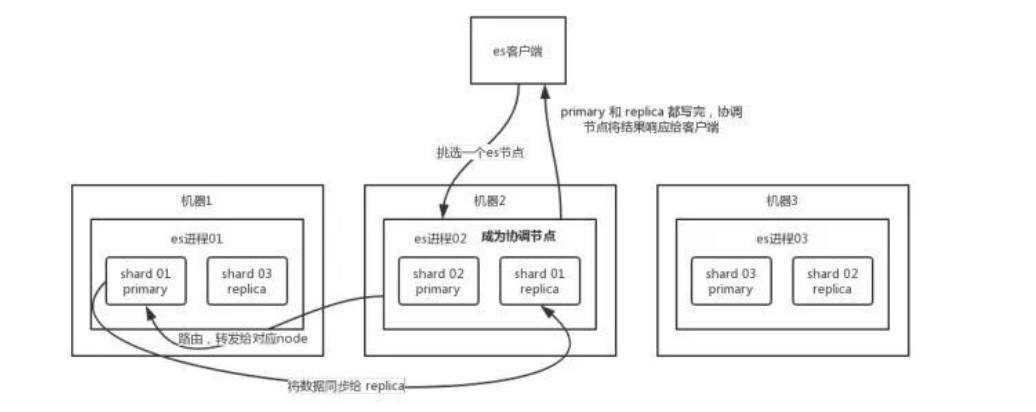 es客户端
primary 和 replica 都写完，协调
节点将结果响应给客户端
挑选一个es节点
机器1
机器2
机器3
es进程01
es进程02
成为协调节点
es进程03
shard 01
primary
shard 03
replica
shard 02
primary
shard 01
replica
shard 03
primary
shard 02
replica
路由，转发给对应node
将数据同步给 replica